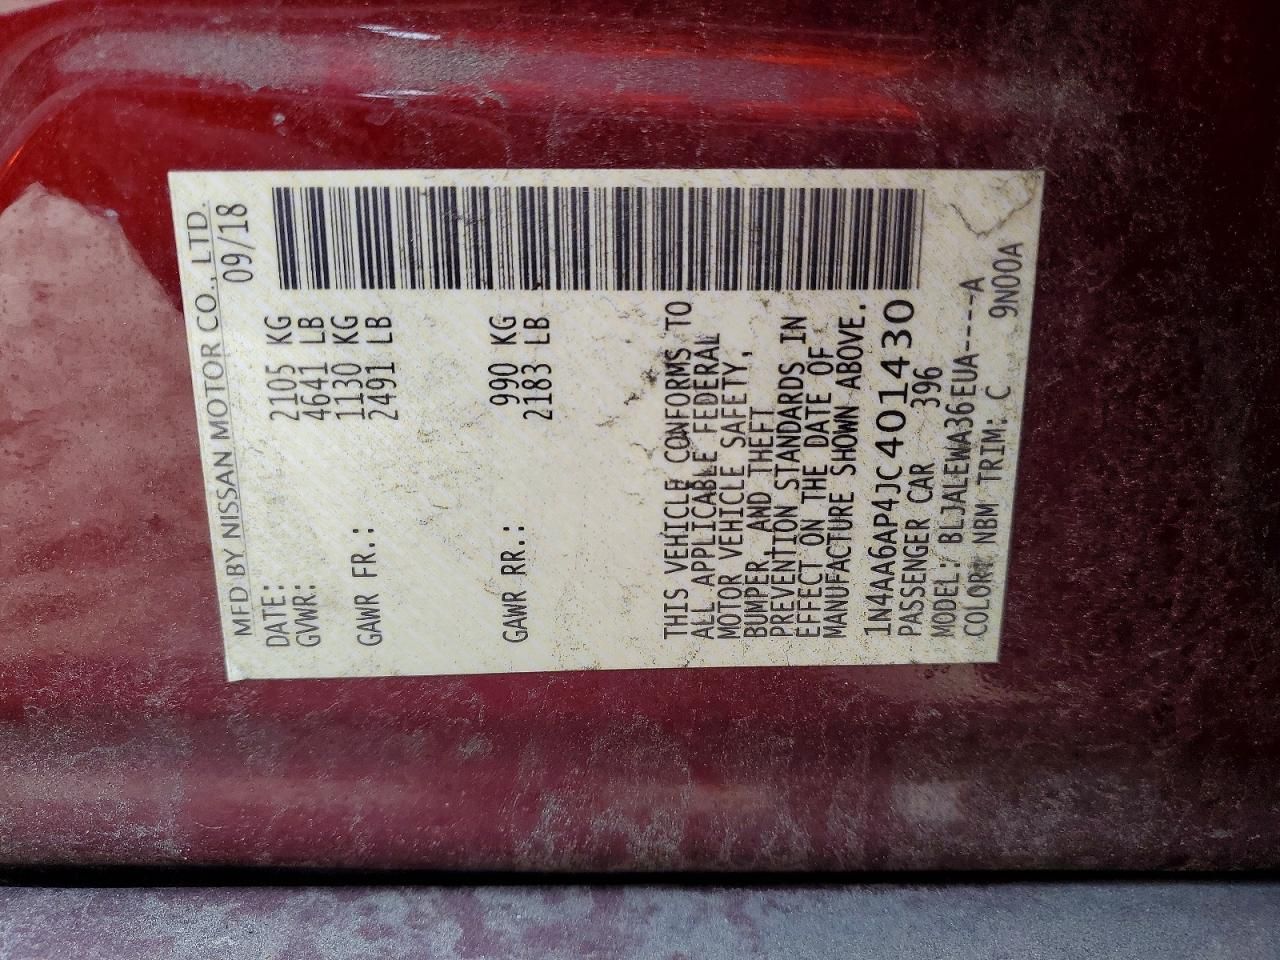 MFD BY NISSAN MOTOR CO., LTD.
DATE: 09/18
GVWR: 2105 KG
4641 LB
GAWR FR.: 1130 KG
2491 LB
GAWR RR.: 990 KG
2183 LB
THIS VEHICLE CONFORMS TO
ALL APPLICABLE FEDERAL
MOTOR VEHICLE SAFETY,
BUMPER, AND THEFT
PREVENTION STANDARDS IN
EFFECT ON THE DATE OF
MANUFACTURE SHOWN ABOVE.
1N4AA6AP4JC401430
PASSENGER CAR 396
MODEL: BLJALEWA36EUA----A
COLOR: NBM TRIM: C 9N00A